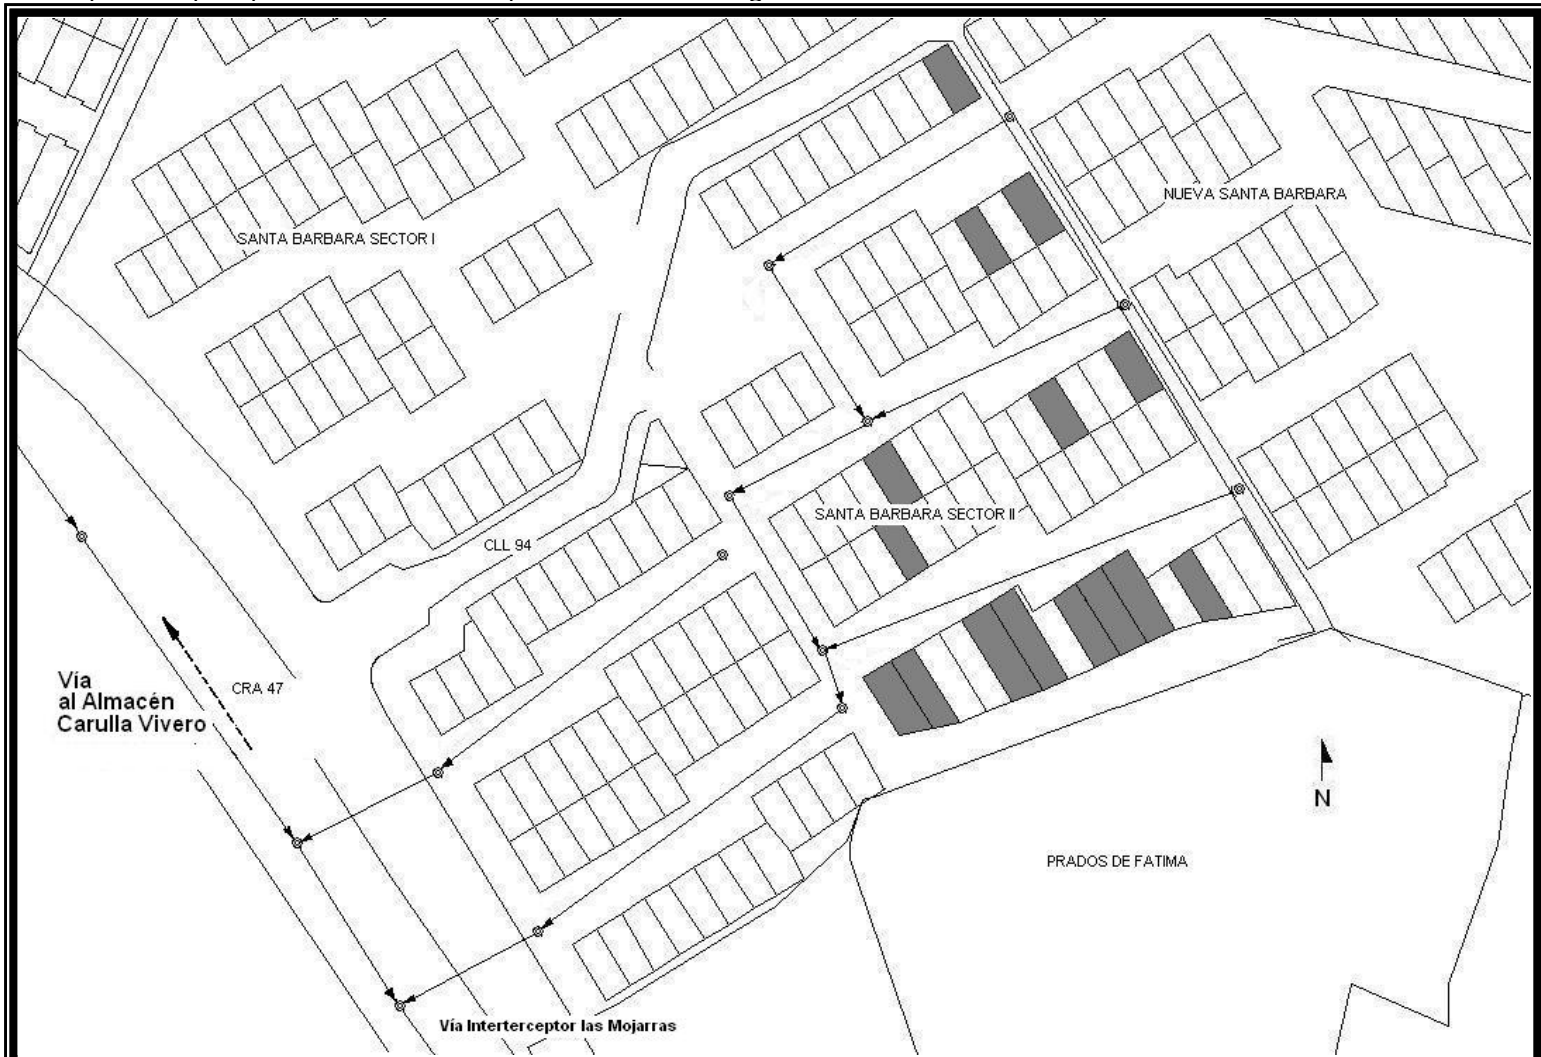 NUEVA SANTA BARBARA
SANTA BARBARA SECTOR I
SANTA BARBARA SECTOR II
CLL 94
Vía
al Almacén
Carulla Vivero
CRA 47
N
PRADOS DE FATIMA
Vía Interterceptor las Mojarras